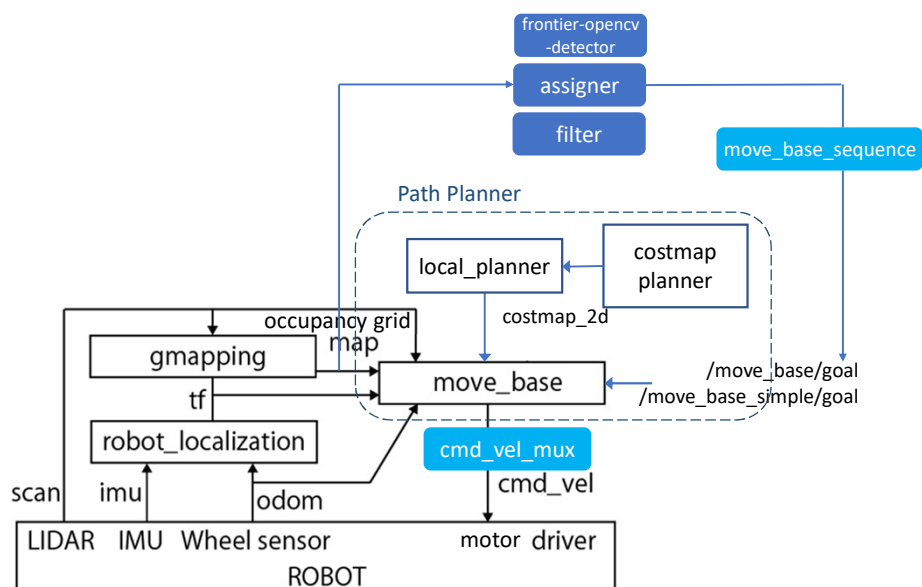 frontier-opencv
-detector
assigner
filter
move_base_sequence
Path Planner
local_planner
costmap
planner
occupancy grid
costmap_2d
map
gmapping
move_base
/move_base/goal
/move_base_simple/goal
tf
robot_localization
cmd_vel_mux
scan
imu
odom
cmd_vel
LIDAR
IMU
Wheel sensor
motor
driver
ROBOT